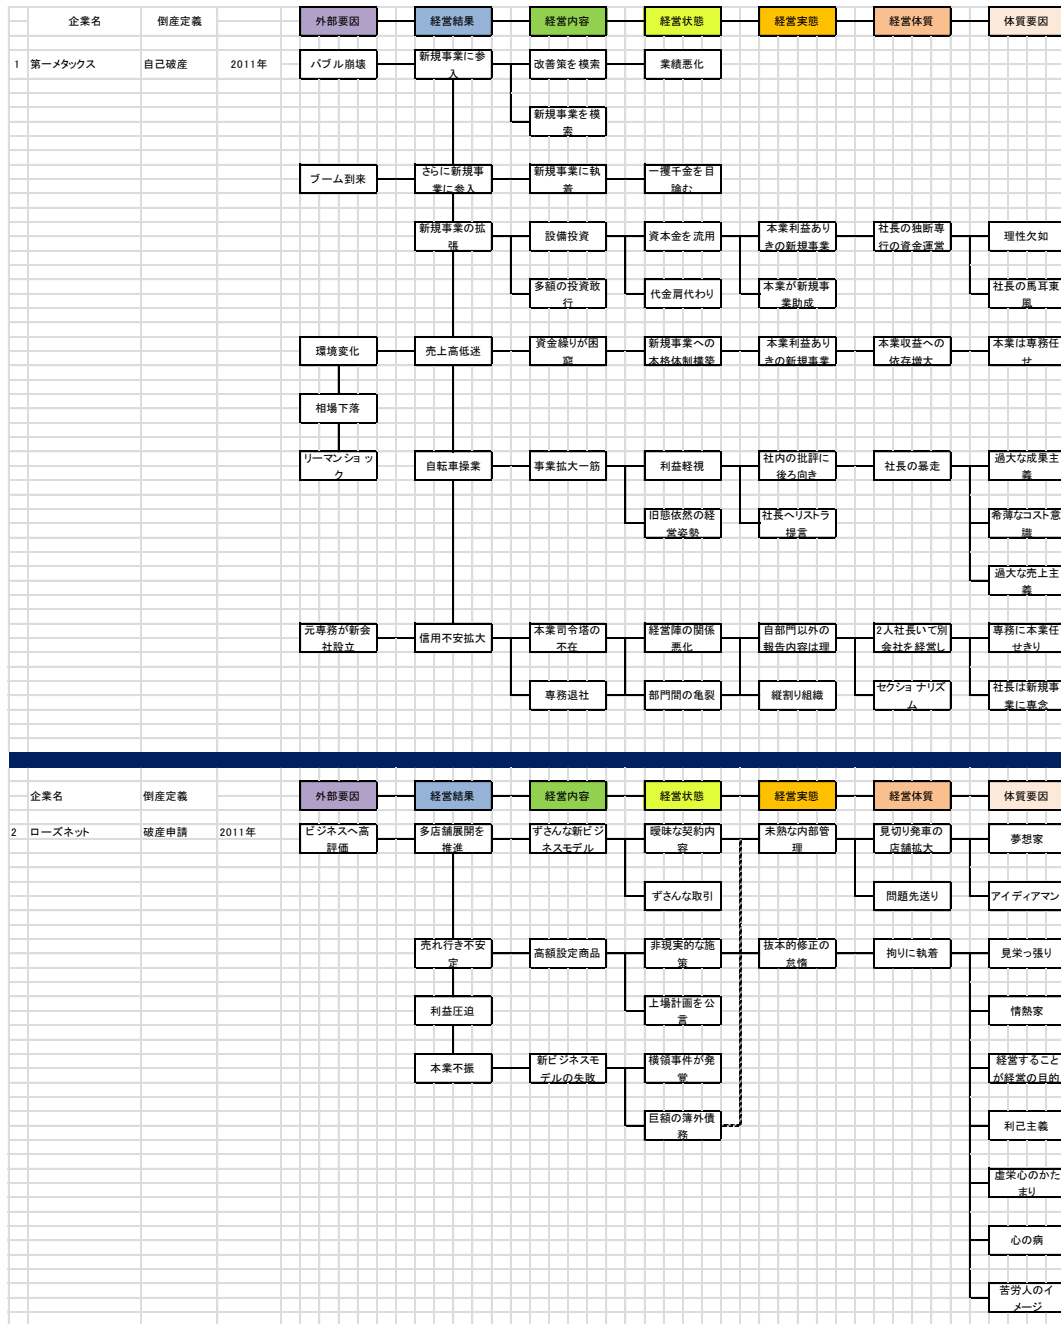 企業名 倒産定義 外部要因 経営結果 経営内容 経営状態 経営実態 経営体質 体質要因
1 第一メタックス 自己破産 2011年 バブル崩壊 新規事業に参入 改善策を模索 業績悪化
新規事業を模索
ブーム到来 さらに新規事業に参入 新規事業に執着 一攫千金を目論む
新規事業の拡張 設備投資 資本金を流用 本業利益ありきの新規事業 社長の独断専行の資金運営 理性欠如
多額の投資敢行 代金肩代わり 本業が新規事業助成 社長の馬耳東風
環境変化 売上高低迷 資金繰りが困窮 新規事業への本格体制構築 本業利益ありきの新規事業 本業収益への依存増大 本業は専務任せ
相場下落
リーマンショック 自転車操業 事業拡大一筋 利益軽視 社内の批評に後ろ向き 社長の暴走 過大な成果主義
旧態依然の経営姿勢 社長へリストラ提言 希薄なコスト意識
過大な売上主義
元専務が新会社設立 信用不安拡大 本業司令塔の不在 経営陣の関係悪化 自部門以外の報告内容は理 2人社長いて別会社を経営し 専務に本業任せきり
専務退社 部門間の亀裂 縦割り組織 セクショナリズム 社長は新規事業に専念
企業名 倒産定義 外部要因 経営結果 経営内容 経営状態 経営実態 経営体質 体質要因
2 ローズネット 破産申請 2011年 ビジネスへ高評価 多店舗展開を推進 ずさんな新ビジネスモデル 曖昧な契約内容 未熟な内部管理 見切り発車の店舗拡大 夢想家
ずさんな取引 問題先送り アイディアマン
売れ行き不安定 高額設定商品 非現実的な施策 抜本的修正の怠惰 拘りに執着 見栄っ張り
利益圧迫 上場計画を公言 情熱家
本業不振 新ビジネスモデルの失敗 横領事件が発覚 経営することが経営の目的
巨額の簿外債務 利己主義
虚栄心のかたまり
心の病
苦労人のイメージ